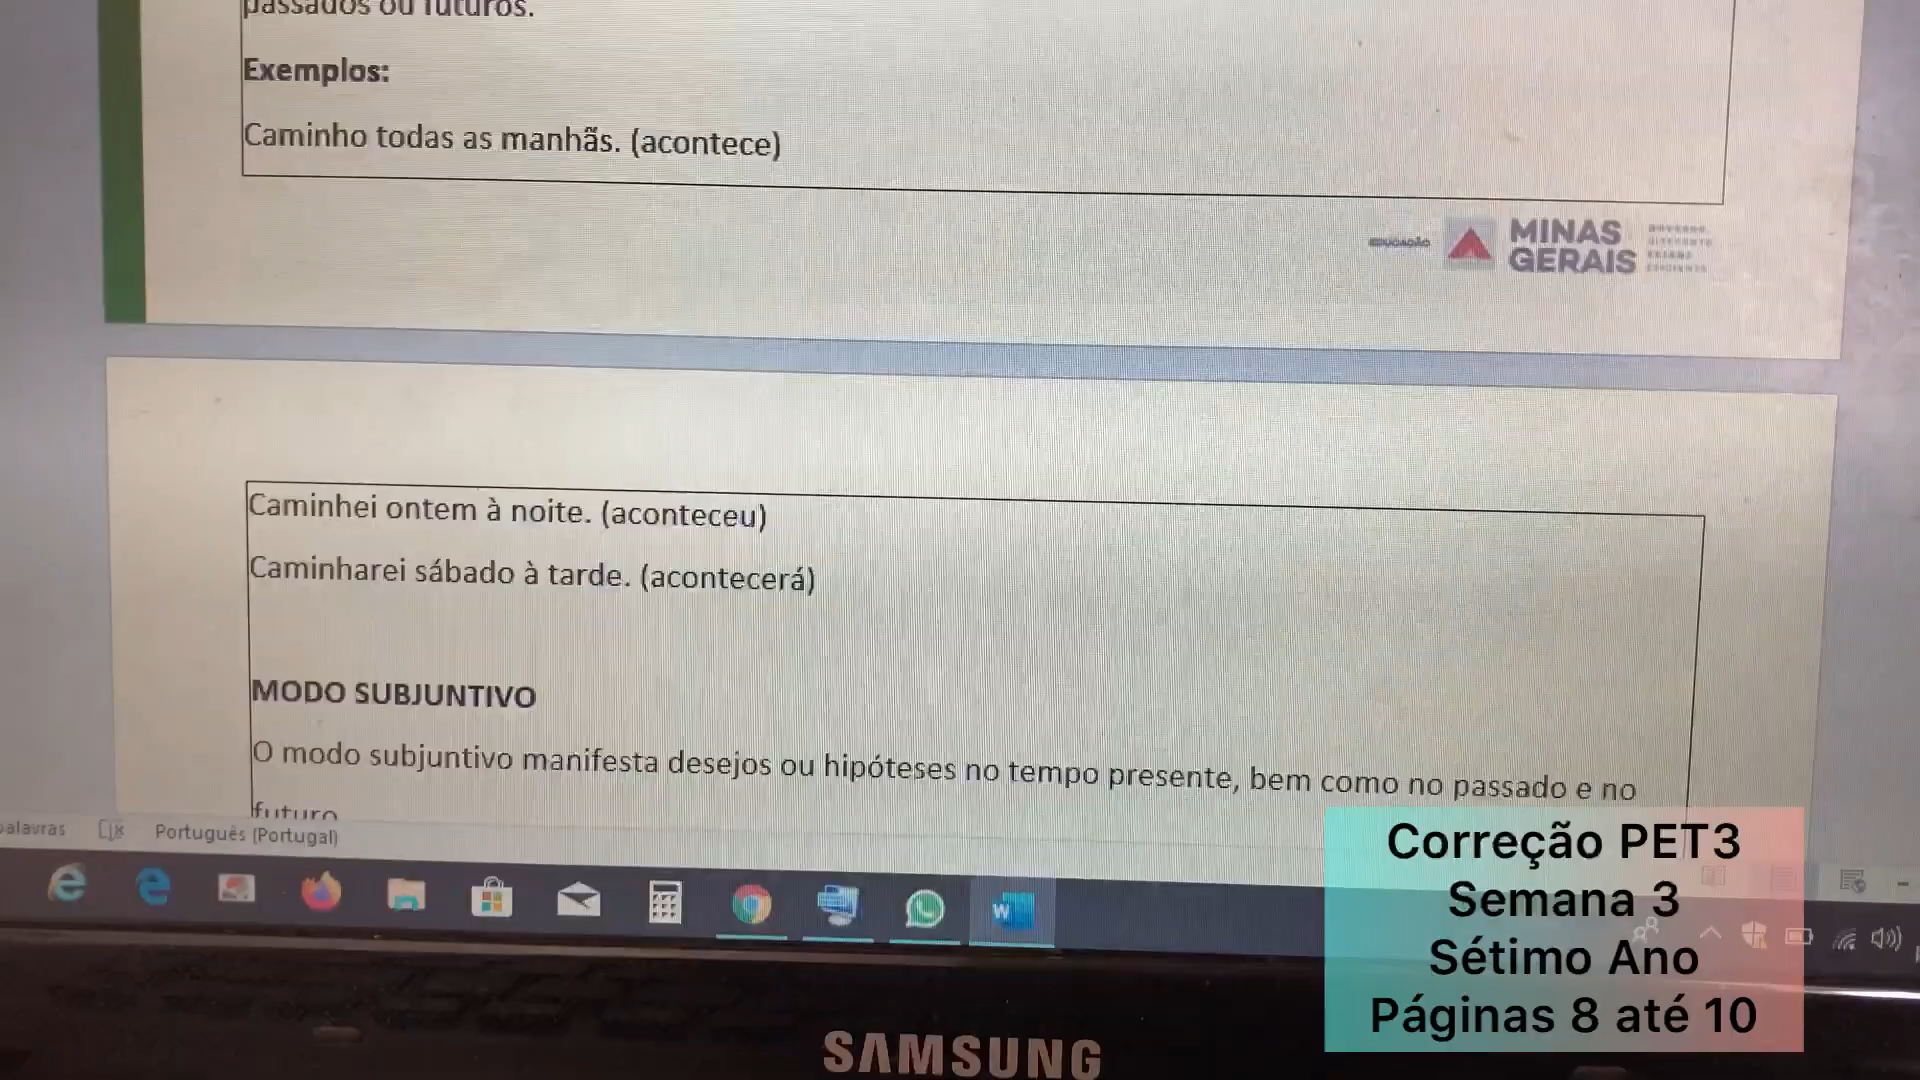 passados ou futuros.
Exemplos:
Caminho todas as manhãs. (acontece)
EDUCAÇÃO
MINAS
GERAIS
Caminhei ontem à noite. (aconteceu)
Caminharei sábado à tarde. (acontecerá)
MODO SUBJUNTIVO
O modo subjuntivo manifesta desejos ou hipóteses no tempo presente, bem como no passado e no
futuro
palavras
Português (Portugal)
Correção PET3
Semana 3
Sétimo Ano
Páginas 8 até 10
SAMSUNG